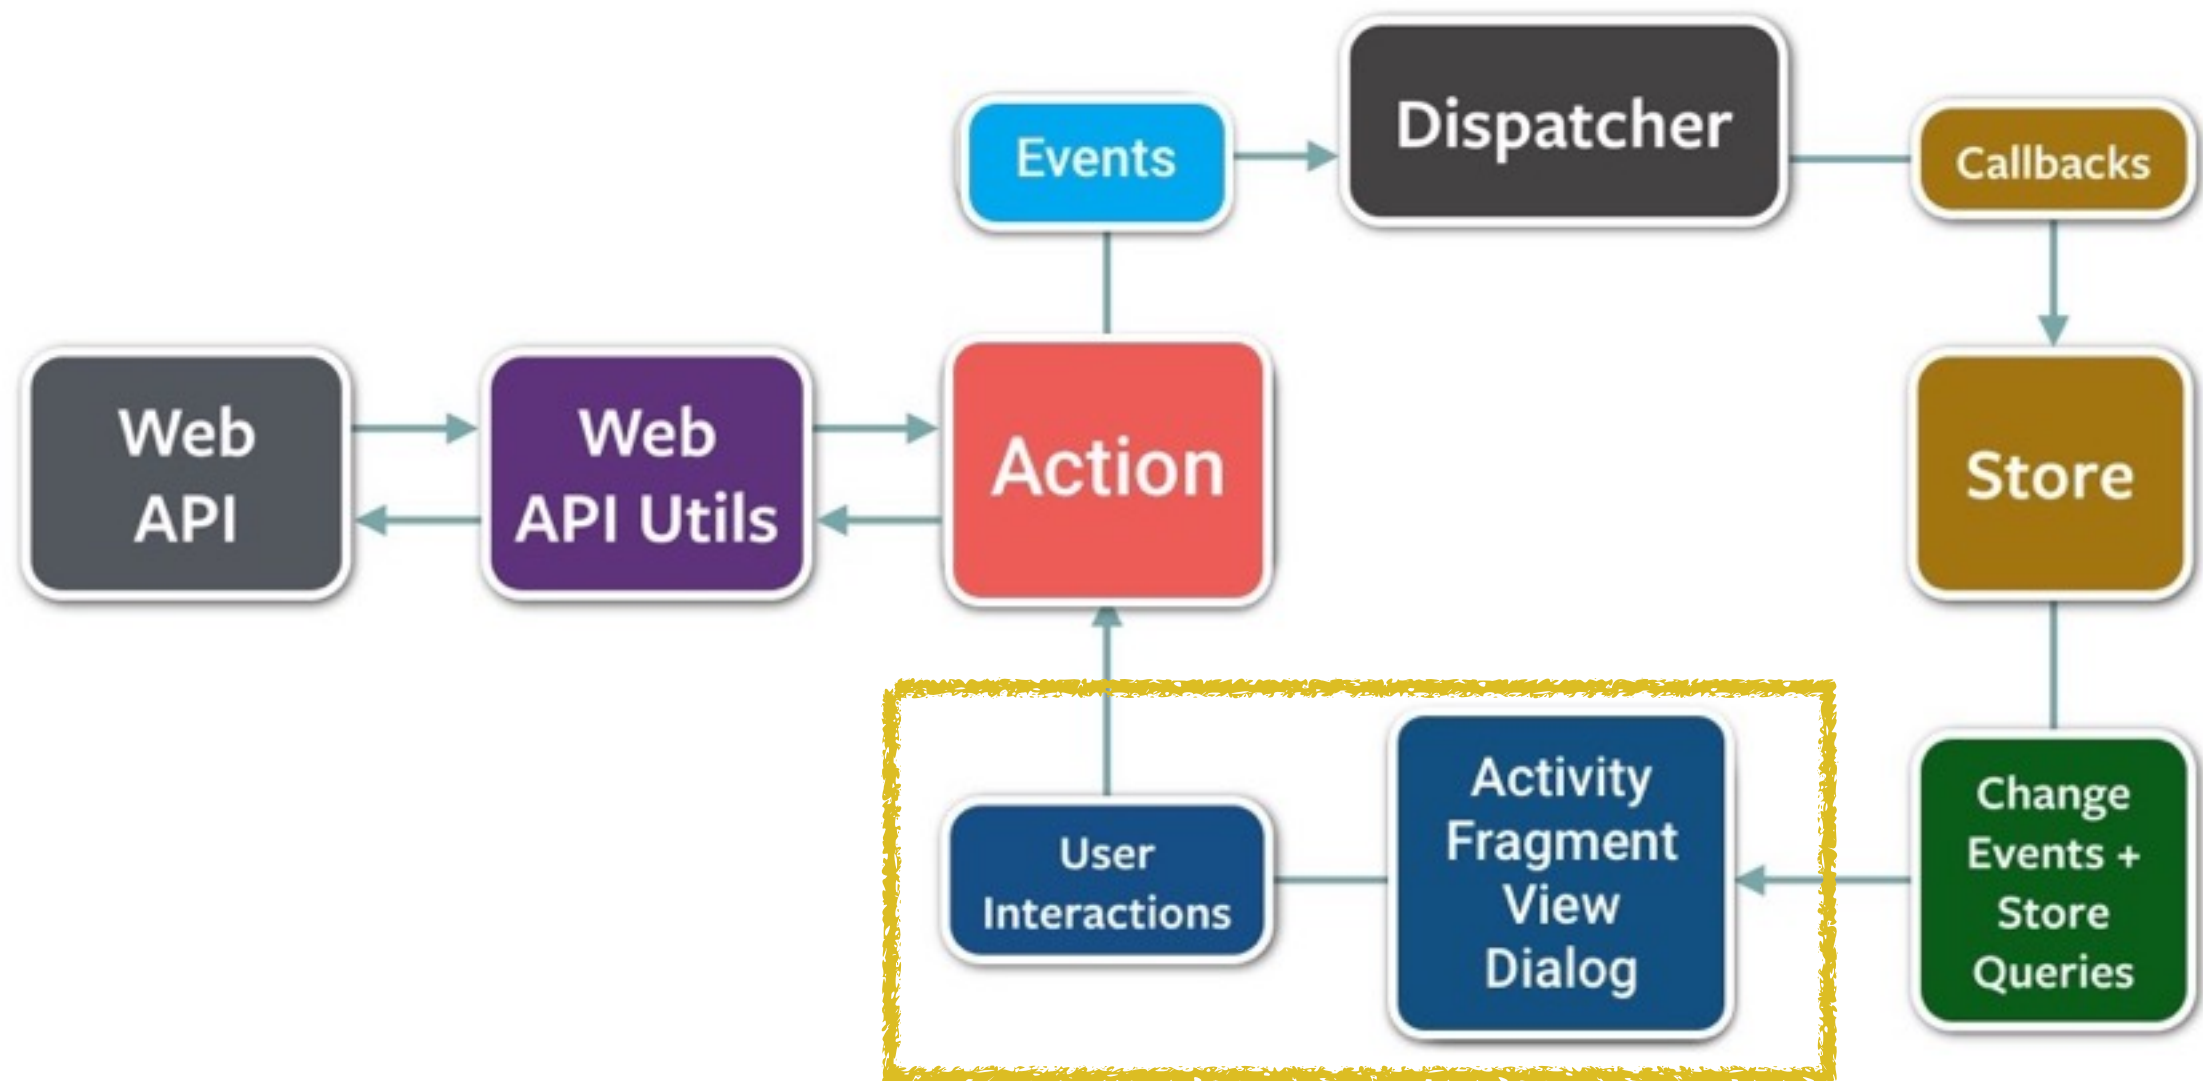 Events
Dispatcher
Callbacks
Web
API
Web
API Utils
Action
Store
User
Interactions
Activity
Fragment
View
Dialog
Change
Events +
Store
Queries